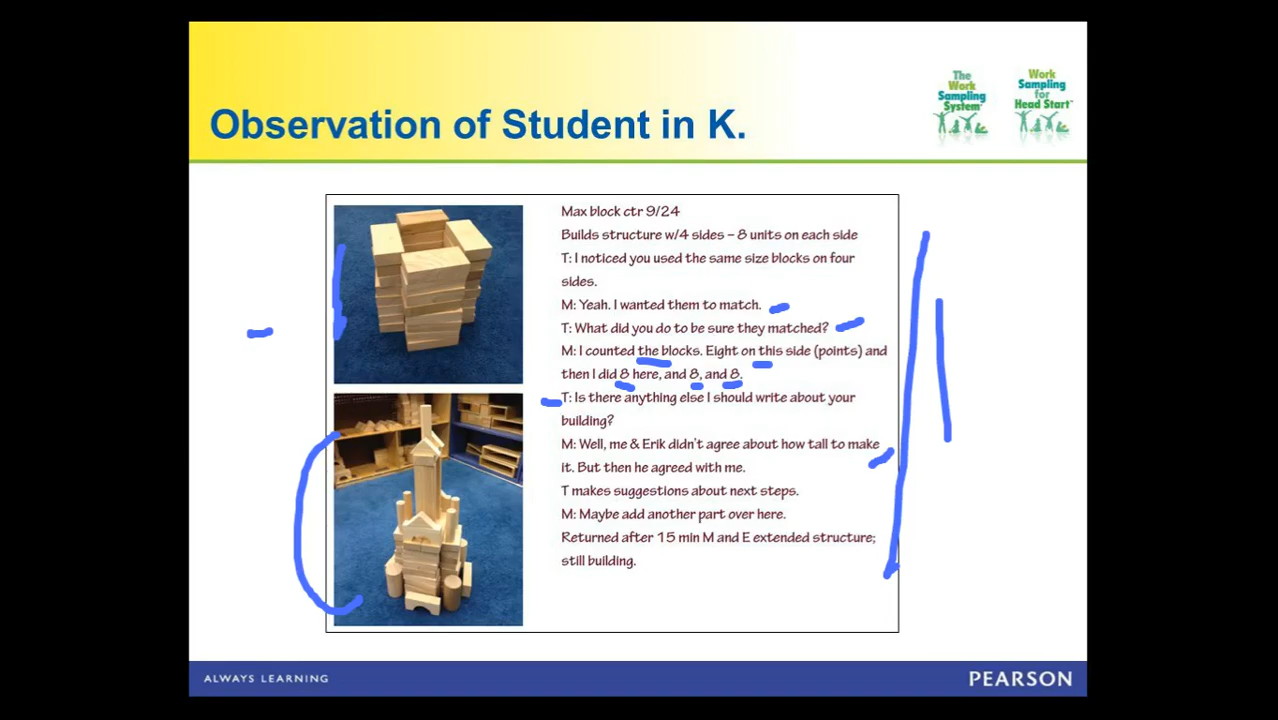 Observation of Student in K.
The
Work
Sampling
System™
Work
Sampling
for
Head Start™
Max block ctr 9/24
Builds structure w/4 sides – 8 units on each side
T: I noticed you used the same size blocks on four
sides.
M: Yeah. I wanted them to match.
T: What did you do to be sure they matched?
M: I counted the blocks. Eight on this side (points) and
then I did 8 here, and 8, and 8.
T: Is there anything else I should write about your
building?
M: Well, me & Erik didn't agree about how tall to make
it. But then he agreed with me.
T makes suggestions about next steps.
M: Maybe add another part over here.
Returned after 15 min M and E extended structure;
still building.
ALWAYS LEARNING
PEARSON